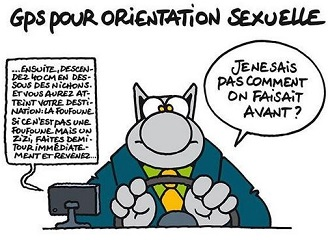 GPS POUR ORIENTATION SEXUELLE
...ENSUITE, DESCEN-
DEZ 40 CM EN DES-
SOUS DES NICHONS.
ET VOUS AUREZ AT-
TEINT VOTRE DESTI-
NATION: LA FOUFOUNE.
SI CE N'EST PAS UNE
FOUFOUNE. MAIS UN
ZIZI, FAITES DEMI-
TOUR IMMÉDIATE-
MENT ET REVENEZ...
JE NE SAIS
PAS COMMENT
ON FAISAIT
AVANT ?